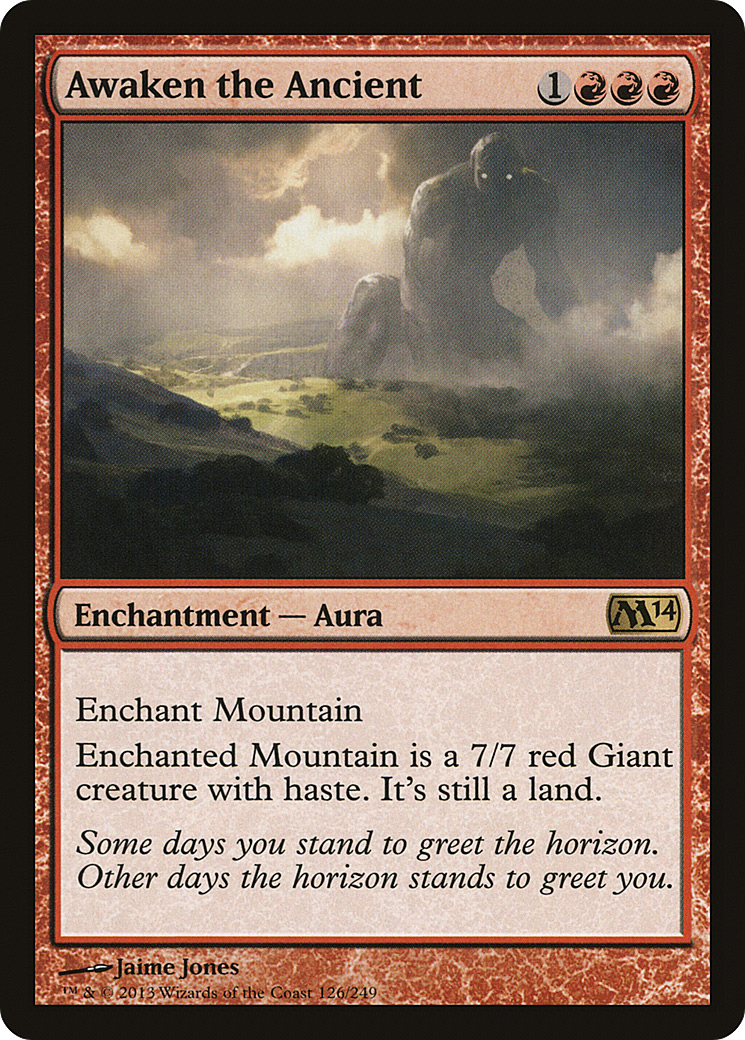 Awaken the Ancient 1
Enchantment — Aura M14
Enchant Mountain
Enchanted Mountain is a 7/7 red Giant
creature with haste. It's still a land.
Some days you stand to greet the horizon.
Other days the horizon stands to greet you.
Jaime Jones
™ & © 2013 Wizards of the Coast 126/249